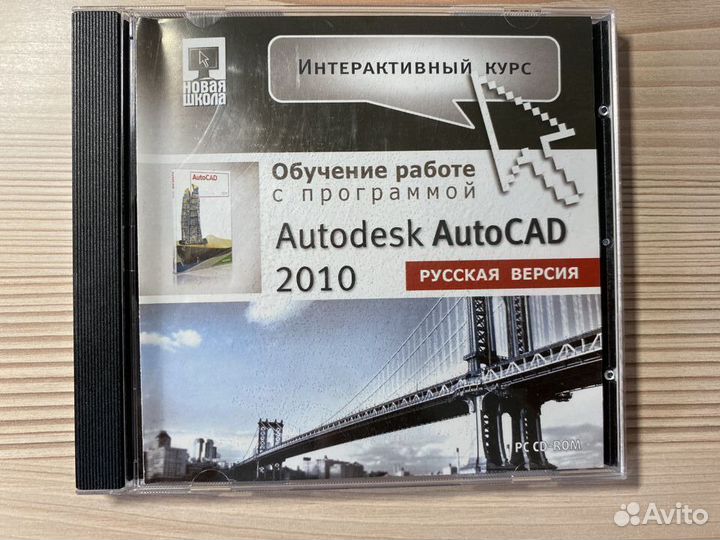 НОВАЯ
ШКОЛА
ИНТЕРАКТИВНЫЙ КУРС
Обучение работе
с программой
AutoCAD
Autodesk AutoCAD
2010
РУССКАЯ ВЕРСИЯ
PC CD-ROM
Avito